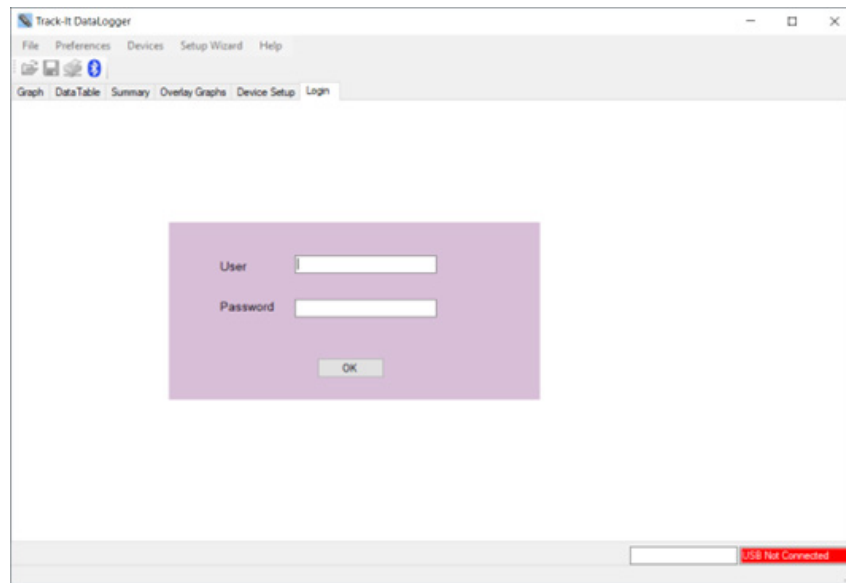 Track-It DataLogger
File Preferences Devices Setup Wizard Help
Graph DataTable Summary Overlay Graphs Device Setup Login
User
Password
OK
USB Not Connected